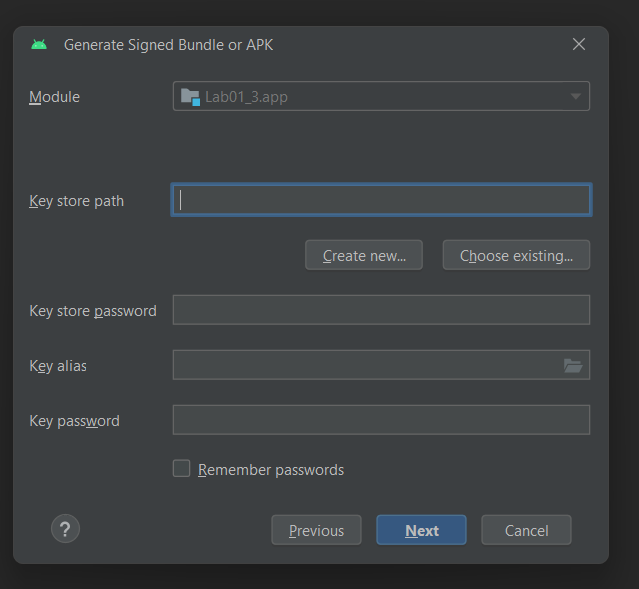 Generate Signed Bundle or APK
Module
Lab01_3.app
Key store path
Create new...
Choose existing...
Key store password
Key alias
Key password
Remember passwords
?
Previous
Next
Cancel